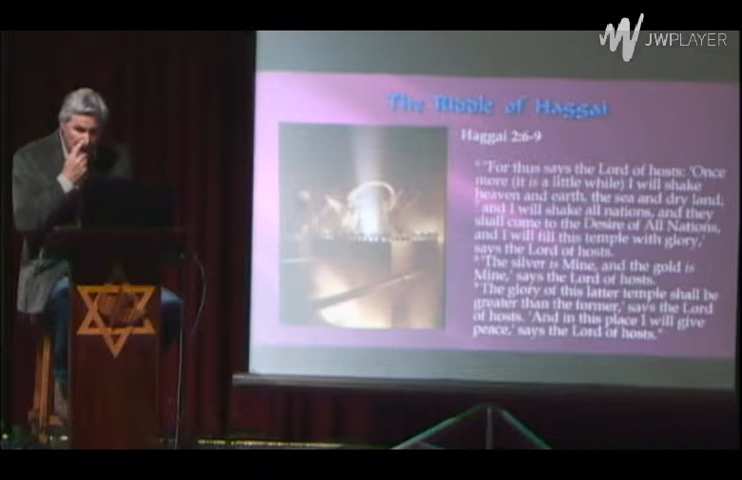 JWPLAYER
The Riddle of Haggai
Haggai 2:6-9
6 "For thus says the Lord of hosts: 'Once
more (it is a little while) I will shake
heaven and earth, the sea and dry land;
7 and I will shake all nations, and they
shall come to the Desire of All Nations,
and I will fill this temple with glory,'
says the Lord of hosts.
8 'The silver is Mine, and the gold is
Mine,' says the Lord of hosts.
9 'The glory of this latter temple shall be
greater than the former,' says the Lord
of hosts. 'And in this place I will give
peace,' says the Lord of hosts."